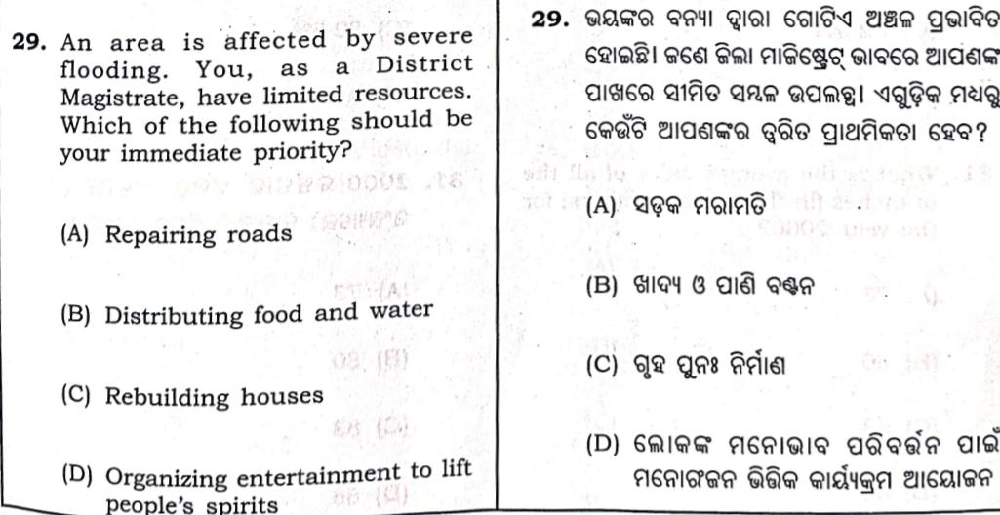 29. An area is affected by severe
flooding. You, as a District
Magistrate, have limited resources.
Which of the following should be
your immediate priority?
(A) Repairing roads
(B) Distributing food and water
(C) Rebuilding houses
(D) Organizing entertainment to lift
people's spirits
29. ଭୟଙ୍କର ବନ୍ୟା ଦ୍ୱାରା ଗୋଟିଏ ଅଞ୍ଚଳ ପ୍ରଭାବିତ
ହୋଇଛି। ଜଣେ ଜିଲା ମାଜିଷ୍ଟ୍ରେଟ୍ ଭାବରେ ଆପଣଙ୍କ
ପାଖରେ ସୀମିତ ସମ୍ବଳ ଉପଲବ୍ଧ। ଏଗୁଡ଼ିକ ମଧ୍ୟରୁ
କେଉଁଟି ଆପଣଙ୍କର ତ୍ୱରିତ ପ୍ରାଥମିକତା ହେବ?
(A) ସଡ଼କ ମରାମତି
(B) ଖାଦ୍ୟ ଓ ପାଣି ବଣ୍ଟନ
(C) ଗୃହ ପୁନଃ ନିର୍ମାଣ
(D) ଲୋକଙ୍କ ମନୋଭାବ ପରିବର୍ତ୍ତନ ପାଇଁ
ମନୋରଞ୍ଜନ ଭିତ୍ତିକ କାର୍ଯ୍ୟକ୍ରମ ଆୟୋଜନ